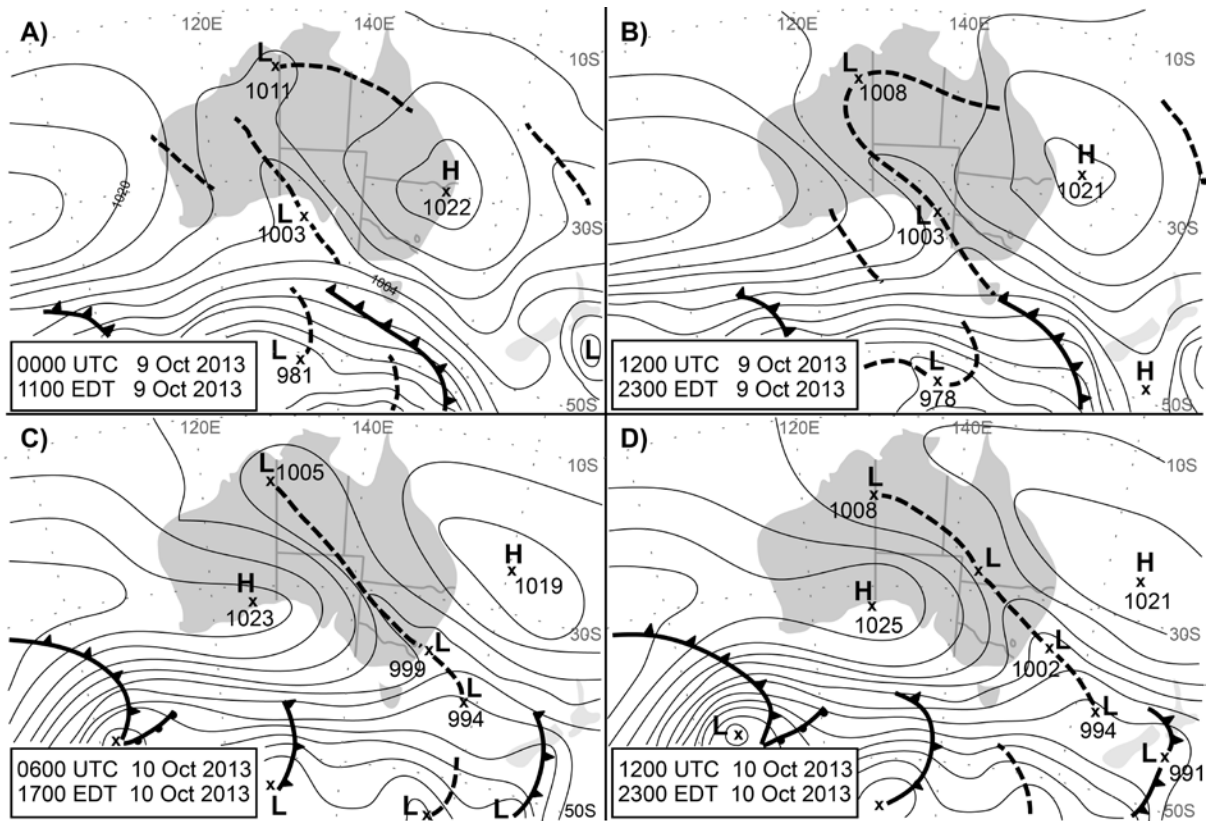 A)
120E 140E
10S
L
1011
1020
H
1022
L
1003
30S
1004
L
981
L
50S
0000 UTC 9 Oct 2013
1100 EDT 9 Oct 2013
B)
120E 140E
10S
L
1008
H
1021
L
1003
30S
L
978
H
50S
1200 UTC 9 Oct 2013
2300 EDT 9 Oct 2013
C)
120E 140E
10S
L 1005
H
1019
H
1023
30S
L
999
L
994
L
L
L
50S
0600 UTC 10 Oct 2013
1700 EDT 10 Oct 2013
D)
120E 140E
10S
L
1008
L
H
1021
H
1025
30S
L
1002
L
994
L
L
991
50S
1200 UTC 10 Oct 2013
2300 EDT 10 Oct 2013